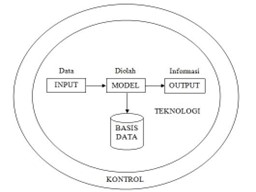 Data Diolah Informasi
INPUT MODEL OUTPUT
TEKNOLOGI
BASIS
DATA
KONTROL